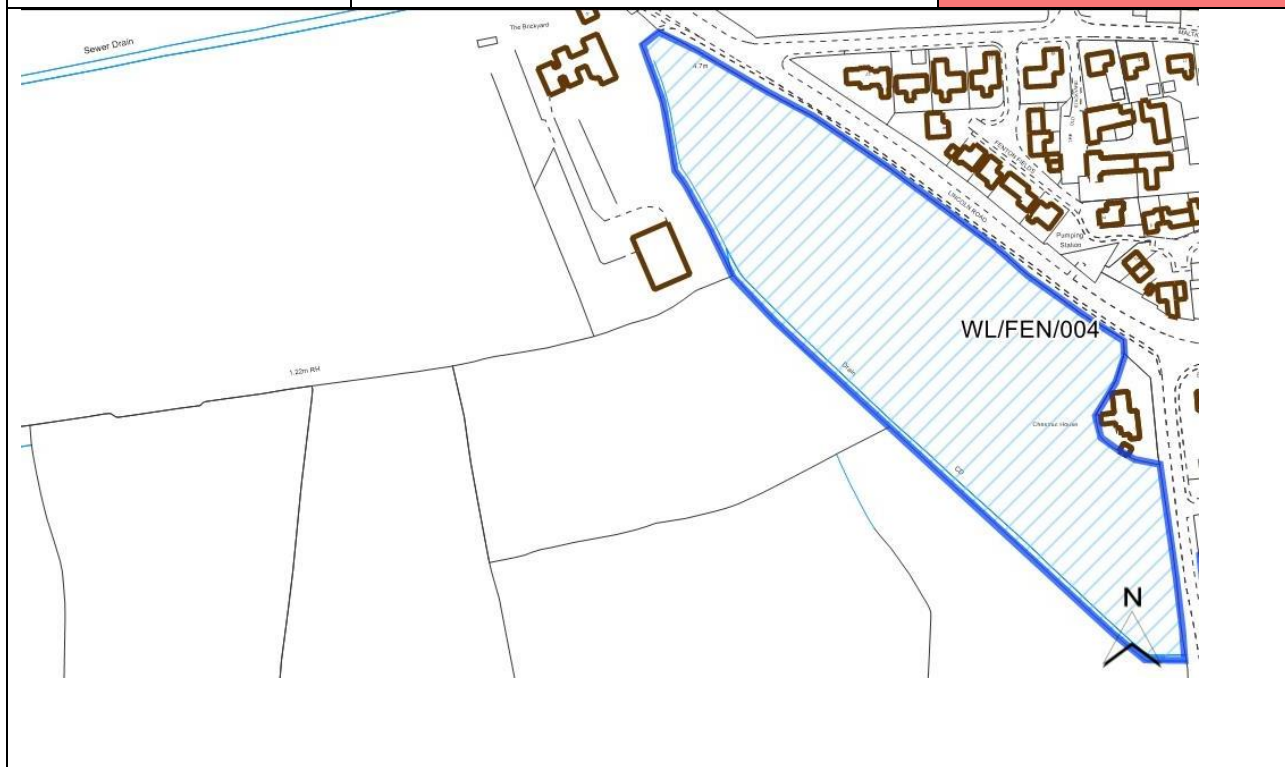 The Brickyard
Sewer Drain
4.7m
FENTON FIELDS
LINCOLN ROAD
Pumping
Station
WL/FEN/004
1.22m RH
Drain
Chestnut House
CD
N